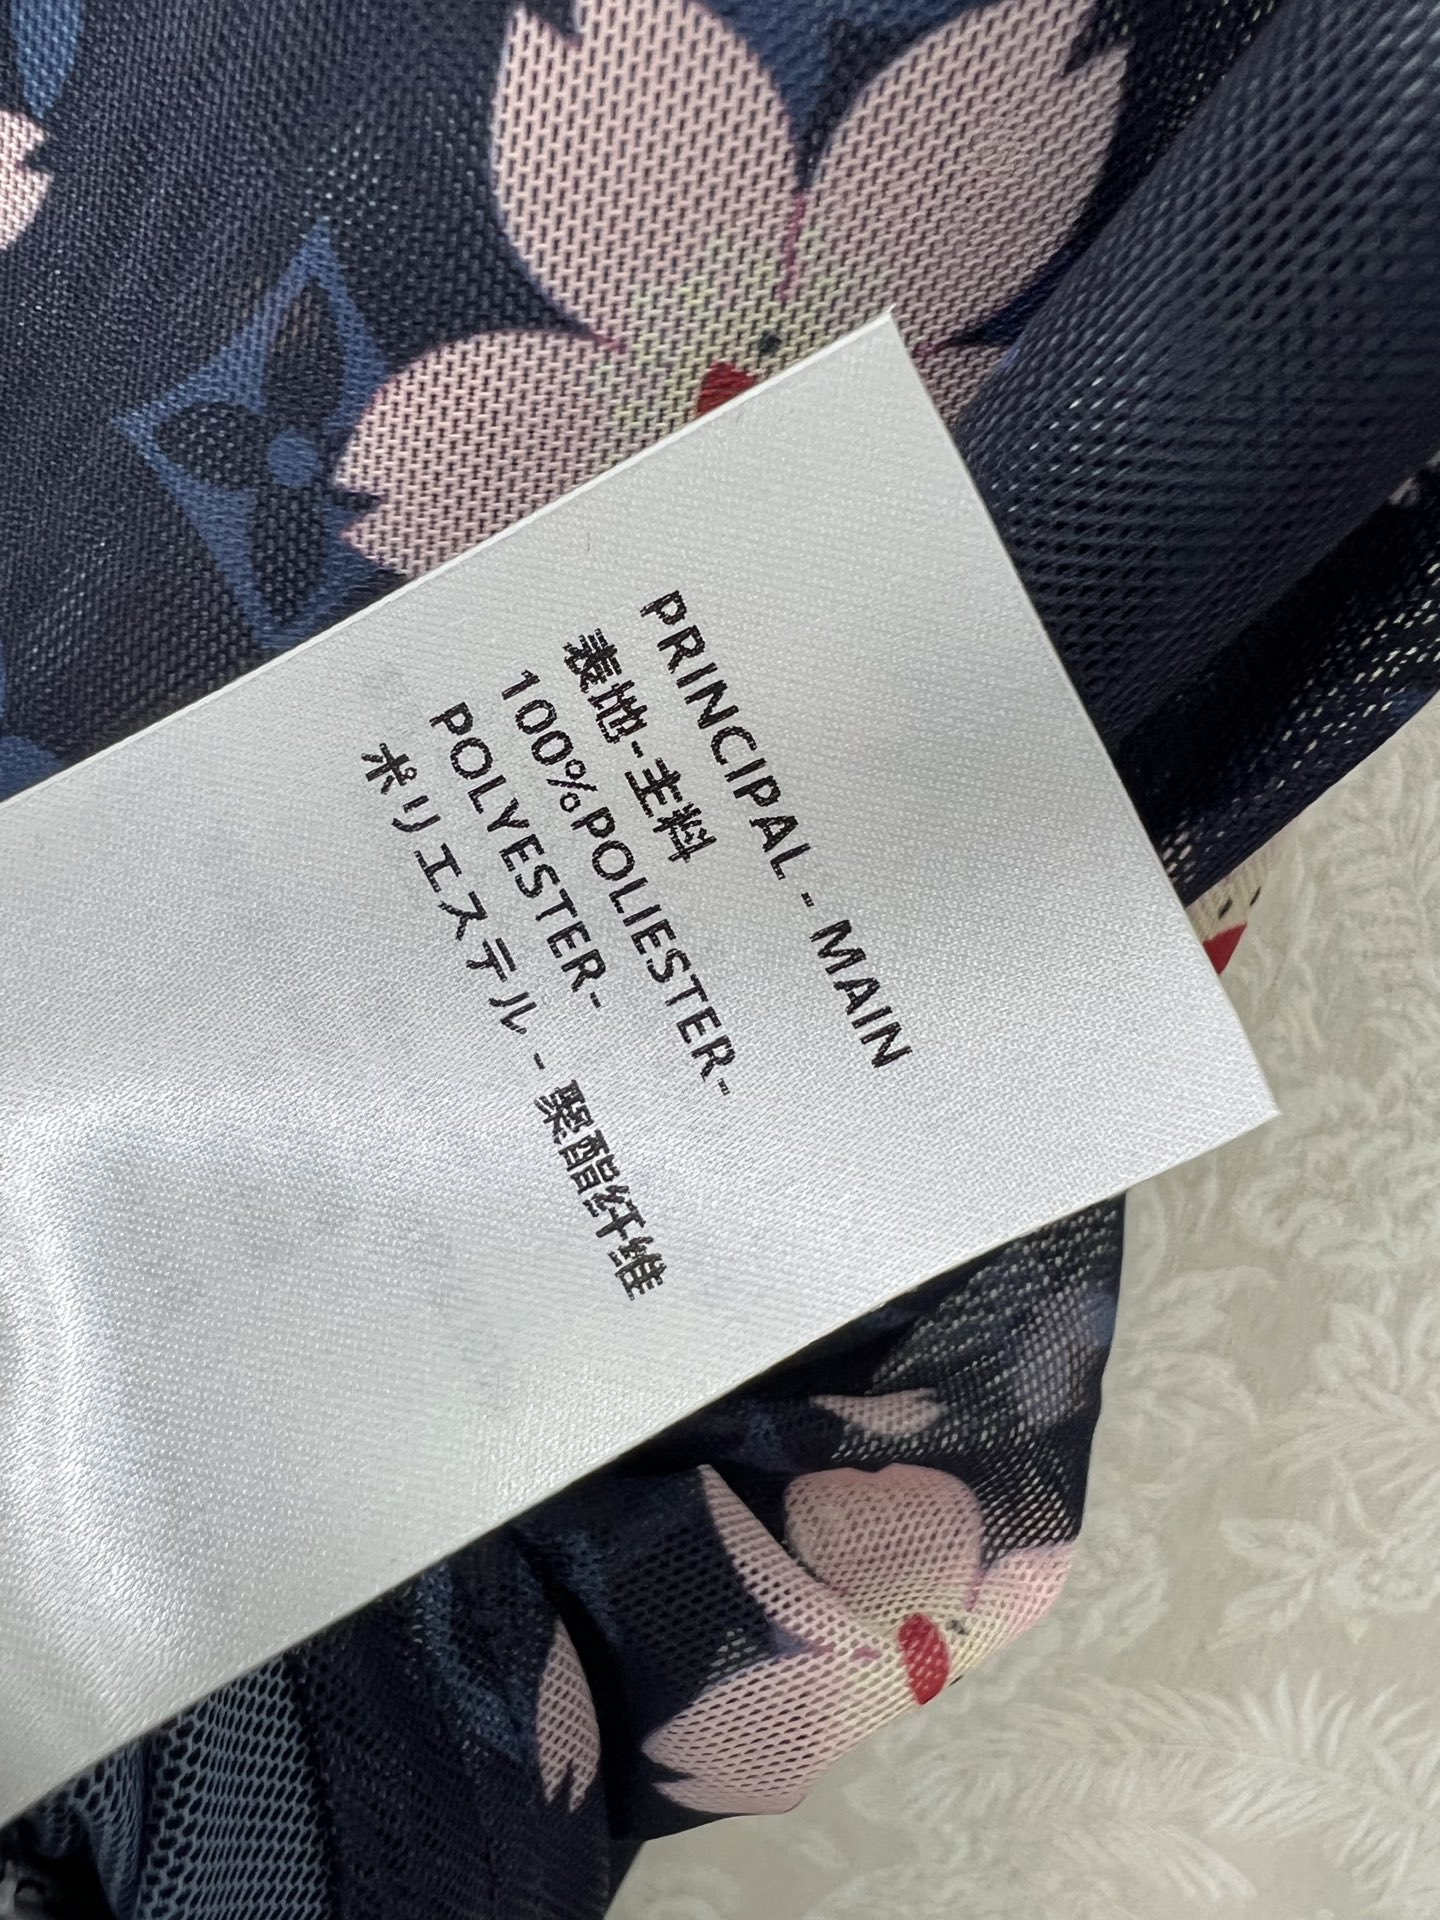 PRINCIPAL - MAIN
表地-主料
100%POLIESTER-
POLYESTER-
ポリエステル - 聚酯纤维